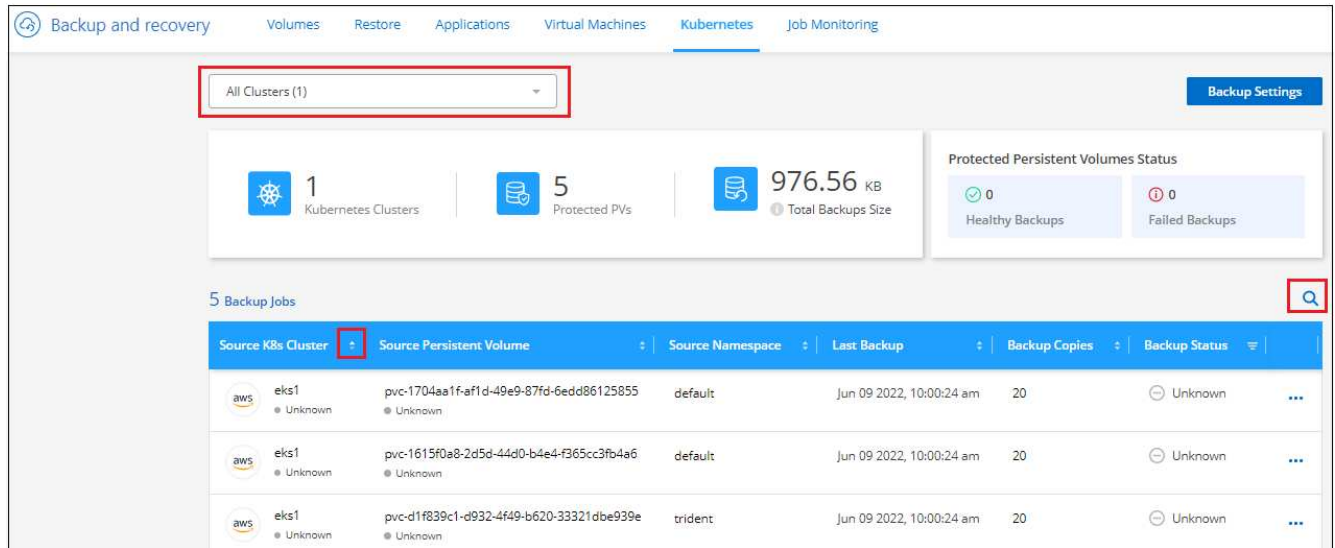 Backup and recovery Volumes Restore Applications Virtual Machines Kubernetes Job Monitoring
All Clusters (1) Backup Settings
1 Kubernetes Clusters
5 Protected PVs
976.56 KB Total Backups Size
Protected Persistent Volumes Status
0 0
Healthy Backups Failed Backups
5 Backup Jobs
Source K8s Cluster Source Persistent Volume Source Namespace Last Backup Backup Copies Backup Status
aws eks1 pvc-1704aa1f-af1d-49e9-87fd-6edd86125855 default Jun 09 2022, 10:00:24 am 20 Unknown ...
Unknown Unknown
aws eks1 pvc-1615f0a8-2d5d-44d0-b4e4-f365cc3fb4a6 default Jun 09 2022, 10:00:24 am 20 Unknown ...
Unknown Unknown
aws eks1 pvc-d1f839c1-d932-4f49-b620-33321dbe939e trident Jun 09 2022, 10:00:24 am 20 Unknown ...
Unknown Unknown